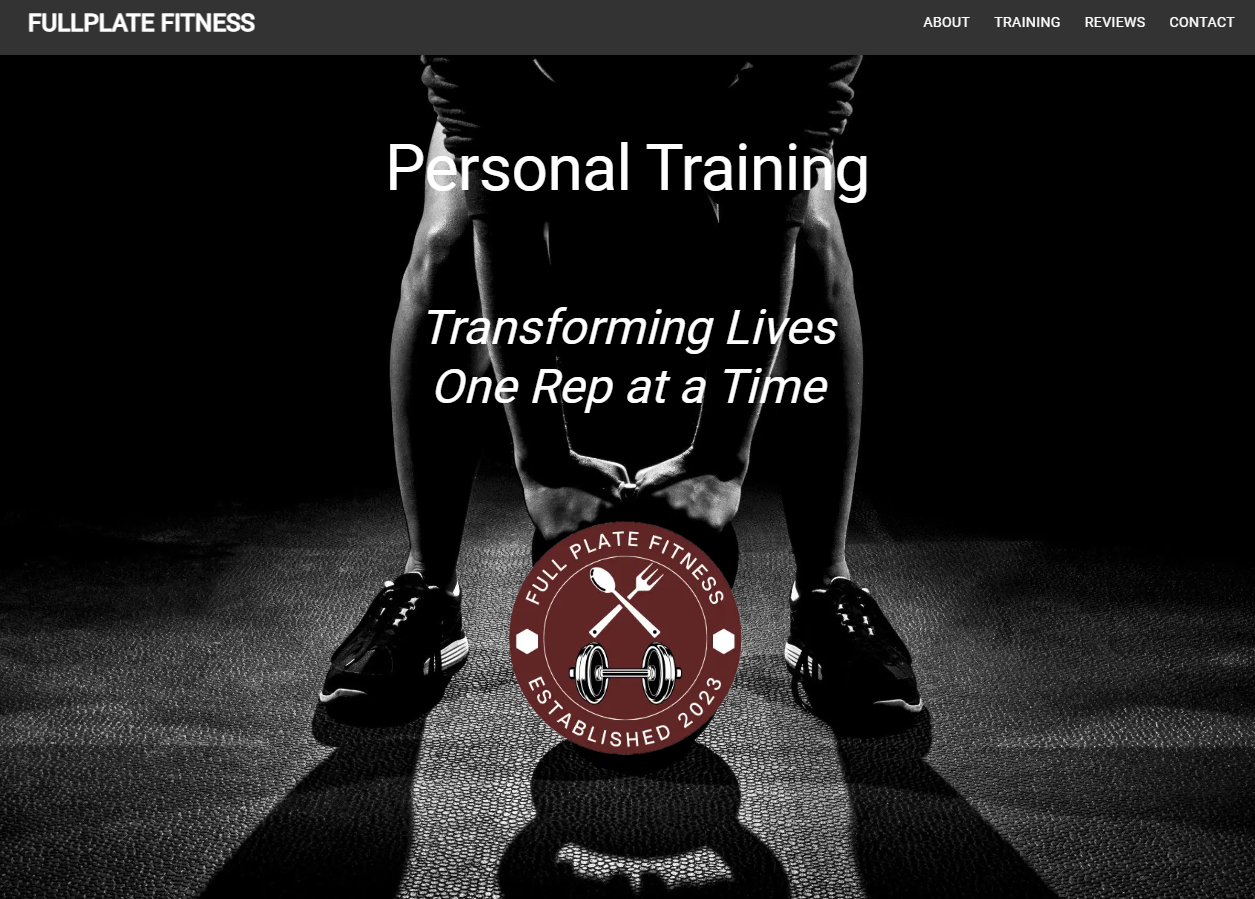 FULLPLATE FITNESS
ABOUT TRAINING REVIEWS CONTACT
Personal Training
Transforming Lives
One Rep at a Time
FULL PLATE FITNESS
ESTABLISHED 2023